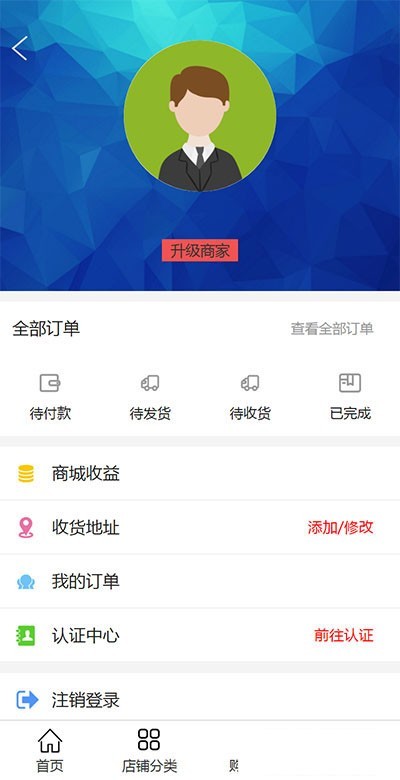 升级商家
全部订单 查看全部订单
待付款 待发货 待收货 已完成
商城收益
收货地址 添加/修改
我的订单
认证中心 前往认证
注销登录
首页 店铺分类